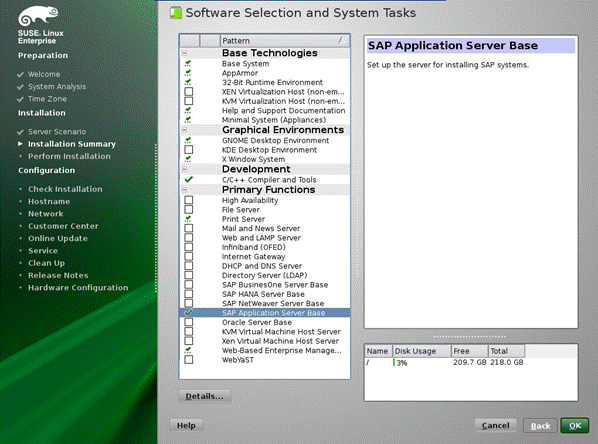 SUSE. Linux
Enterprise
Preparation
Welcome
System Analysis
Time Zone
Installation
Server Scenario
Installation Summary
Perform Installation
Configuration
Check Installation
Hostname
Network
Customer Center
Online Update
Service
Clean Up
Release Notes
Hardware Configuration
Software Selection and System Tasks
Pattern
Base Technologies
Base System
AppArmor
32-Bit Runtime Environment
XEN Virtualization Host (non-em...
KVM Virtualization Host (non-em...
Help and Support Documentation
Minimal System (Appliances)
Graphical Environments
GNOME Desktop Environment
KDE Desktop Environment
X Window System
Development
C/C++ Compiler and Tools
Primary Functions
High Availability
File Server
Print Server
Mail and News Server
Web and LAMP Server
Infiniband (OFED)
Internet Gateway
DHCP and DNS Server
Directory Server (LDAP)
SAP BusinesOne Server Base
SAP HANA Server Base
SAP NetWeaver Server Base
SAP Application Server Base
Oracle Server Base
KVM Virtual Machine Host Server
Xen Virtual Machine Host Server
Web-Based Enterprise Manage...
WebYaST
Details...
SAP Application Server Base
Set up the server for installing SAP systems.
Name Disk Usage Free Total
/ 3% 209.7 GB 218.0 GB
Help
Cancel
Back
OK